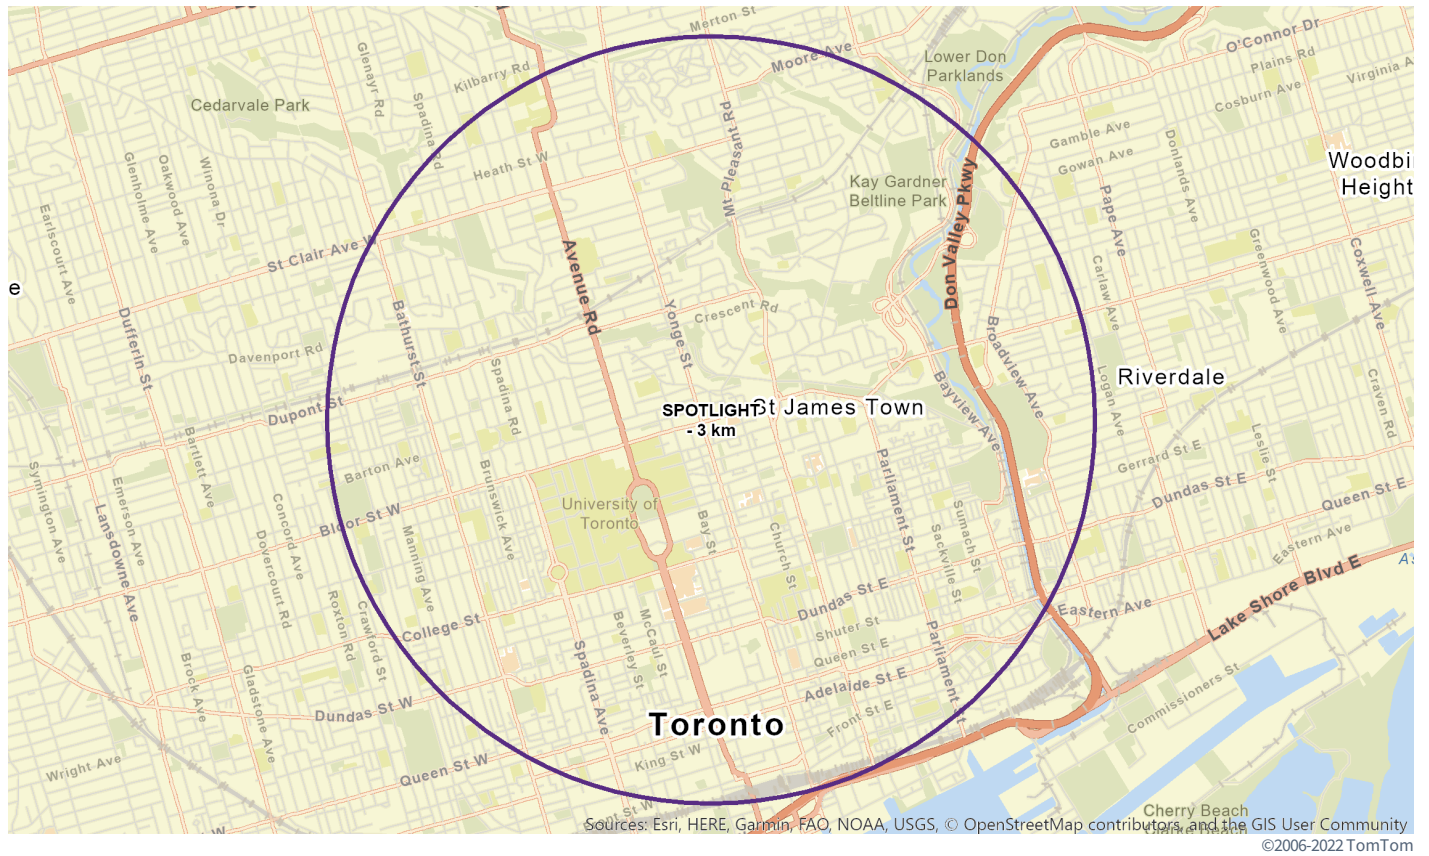 Merton St
Moore Ave
Lower Don
Parklands
O'Connor Dr
Plains Rd
Virginia A
Cosburn Ave
Glenayr Rd
Kilbarry Rd
Cedarvale Park
Spadina Rd
Mt Pleasant Rd
Gamble Ave
Gowan Ave
Donlands Ave
Woodbi
Height
Heath St W
Kay Gardner
Beltline Park
Don Valley Pkwy
Pape Ave
Glenholme Ave
Oakwood Ave
Winona Dr
Earlscourt Ave
St Clair Ave W
Avenue Rd
Carlaw Ave
Greenwood Ave
Coxwell Ave
e
Dufferin St
Bathurst St
Yonge St
Crescent Rd
Broadview Ave
Davenport Rd
Spadina Rd
Bayview Ave
Logan Ave
Riverdale
Craven Rd
Dupont St
SPOTLIGHT
- 3 km
St James Town
Bartlett Ave
Barton Ave
Brunswick Ave
Parliament St
Gerrard St E
Leslie St
Symington Ave
Emerson Ave
Lansdowne Ave
Concord Ave
Dovercourt Rd
Bloor St W
Manning Ave
University of
Toronto
Bay St
Church St
Sackville St
Sumach St
Dundas St E
Queen St E
Eastern Ave
A'
Roxton Rd
Crawford St
College St
Beverley St
McCaul St
Dundas St E
Shuter St
Queen St E
Parliament St
Eastern Ave
Lake Shore Blvd E
Brock Ave
Gladstone Ave
Spadina Ave
Adelaide St E
Front St E
Commissioners St
Dundas St W
Toronto
King St W
Queen St W
Wright Ave
Cherry Beach
Clarke Beach
Sources: Esri, HERE, Garmin, FAO, NOAA, USGS, © OpenStreetMap contributors, and the GIS User Community
©2006-2022 TomTom